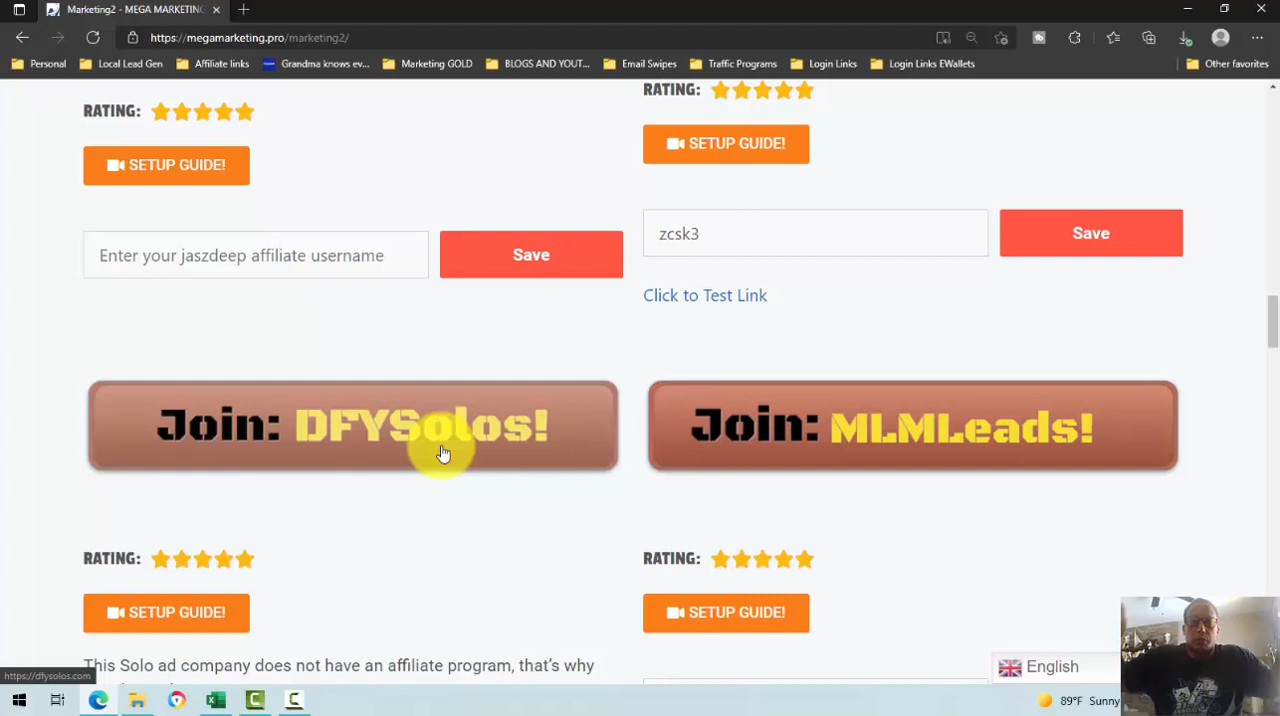 Marketing2 - MEGA MARKETING
https://megamarketing.pro/marketing2/
Personal
Local Lead Gen
Affiliate links
Grandma knows ev...
Marketing GOLD
BLOGS AND YOUT...
Email Swipes
Traffic Programs
Login Links
Login Links EWallets
Other favorites
RATING:
RATING:
SETUP GUIDE!
SETUP GUIDE!
Enter your jaszdeep affiliate username
Save
zcsk3
Save
Click to Test Link
Join: DFYSolos!
Join: MLMLeads!
RATING:
RATING:
SETUP GUIDE!
SETUP GUIDE!
This Solo ad company does not have an affiliate program, that's why
https://dfysolos.com
English
89°F Sunny